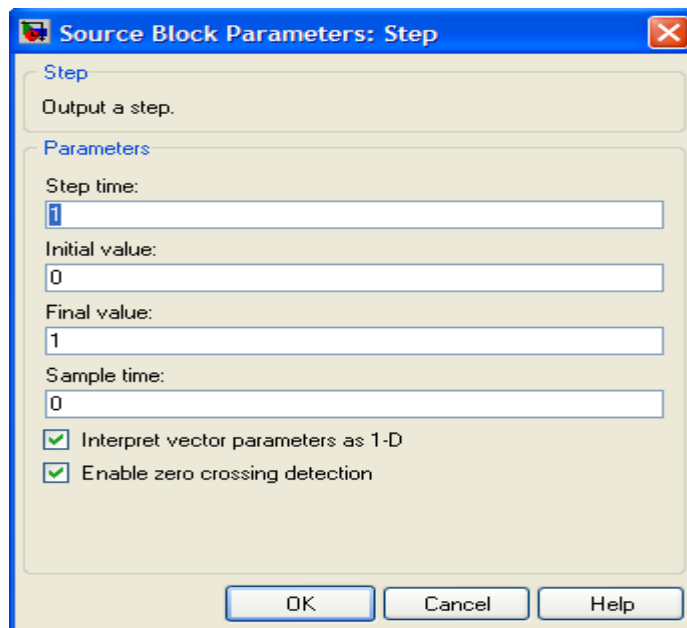 Source Block Parameters: Step
Step
Output a step.
Parameters
Step time:
1
Initial value:
0
Final value:
1
Sample time:
0
Interpret vector parameters as 1-D
Enable zero crossing detection
OK Cancel Help